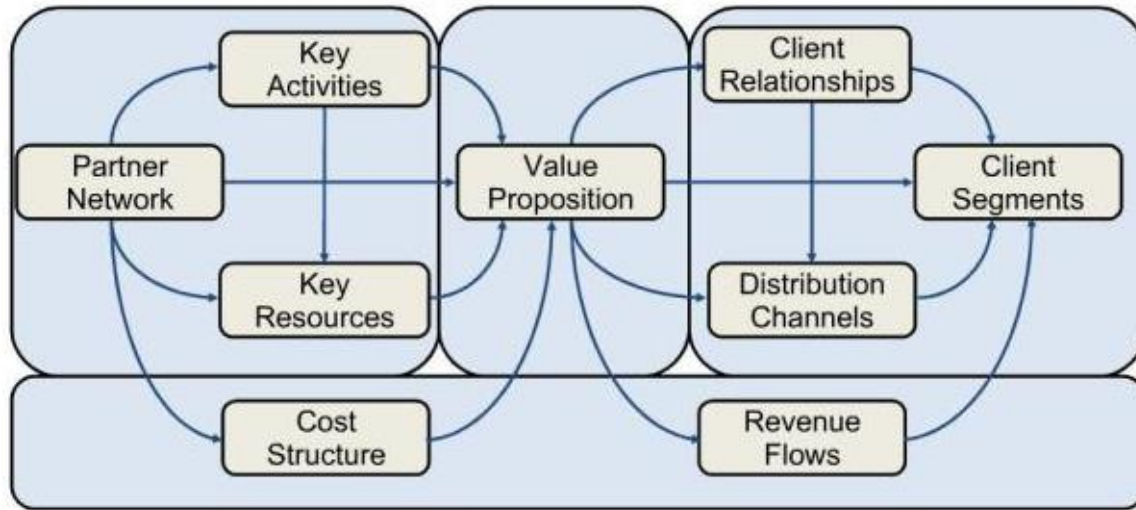 Key
Activities
Client
Relationships
Partner
Network
Value
Proposition
Client
Segments
Key
Resources
Distribution
Channels
Cost
Structure
Revenue
Flows